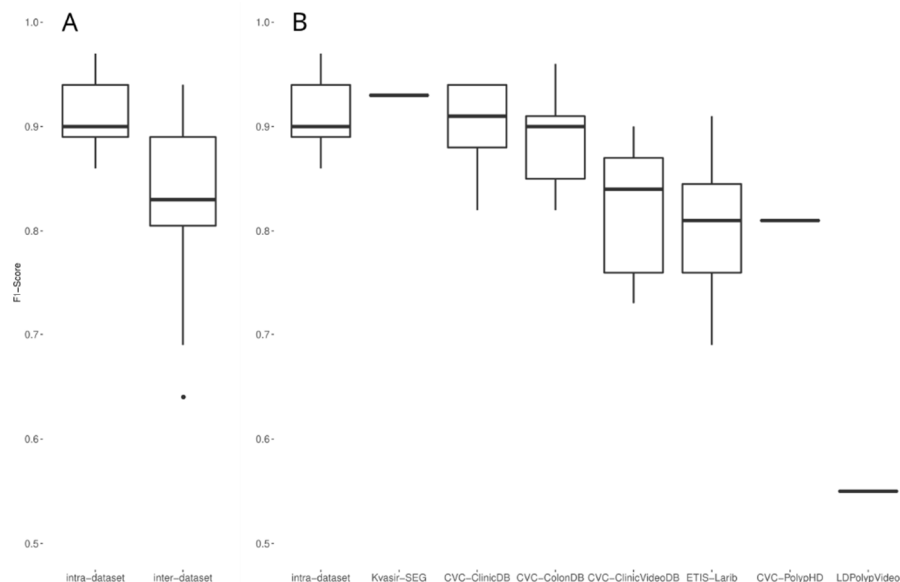 A
B
1.0-
0.9-
0.8-
0.7-
0.6-
0.5-
F1-Score
intra-dataset inter-dataset
1.0-
0.9-
0.8-
0.7-
0.6-
0.5-
intra-dataset Kvasir-SEG CVC-ClinicDB CVC-ColonDB CVC-ClinicVideoDB ETIS-Larib CVC-PolypHD LDPolypVideo